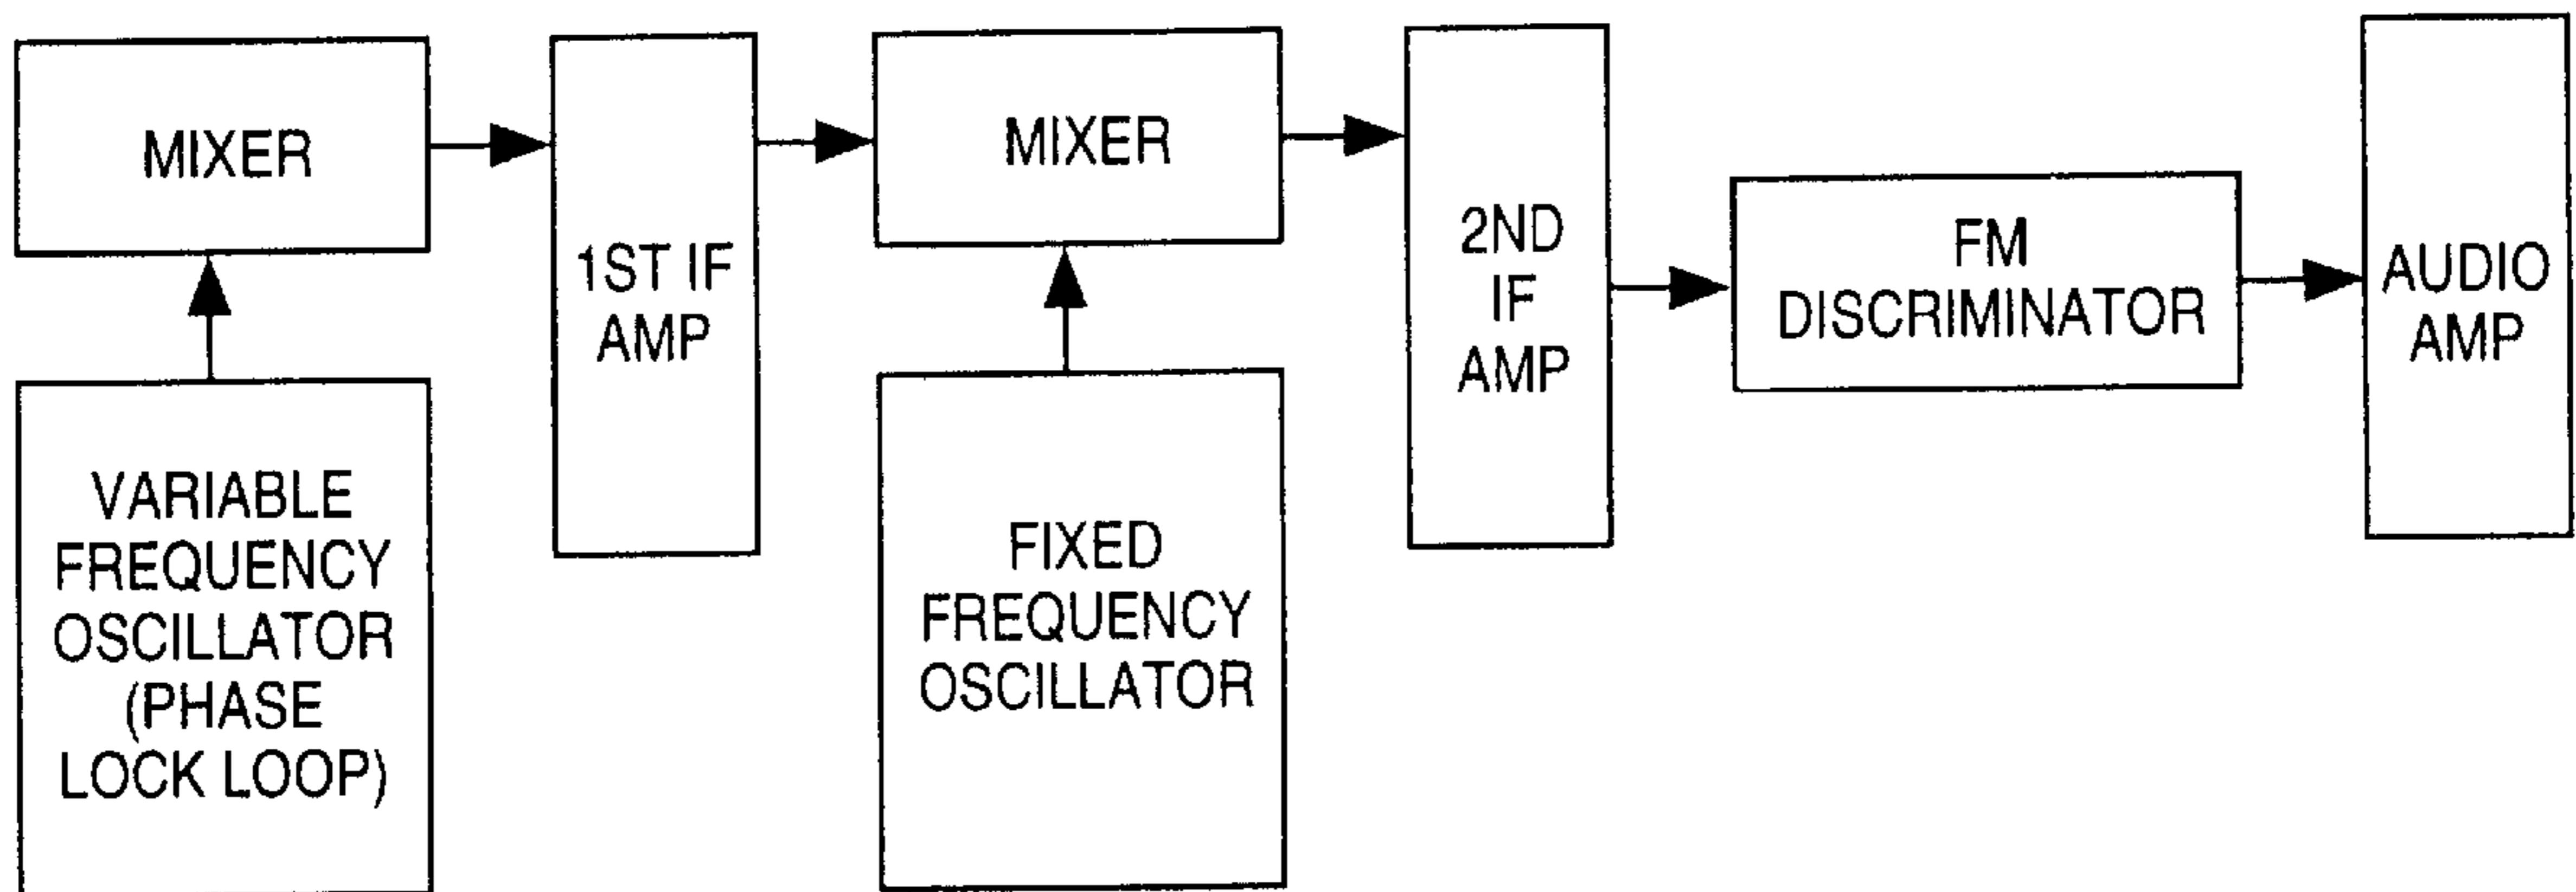 MIXER
VARIABLE
FREQUENCY
OSCILLATOR
(PHASE
LOCK LOOP)
1ST IF
AMP
MIXER
FIXED
FREQUENCY
OSCILLATOR
2ND
IF
AMP
FM
DISCRIMINATOR
AUDIO
AMP